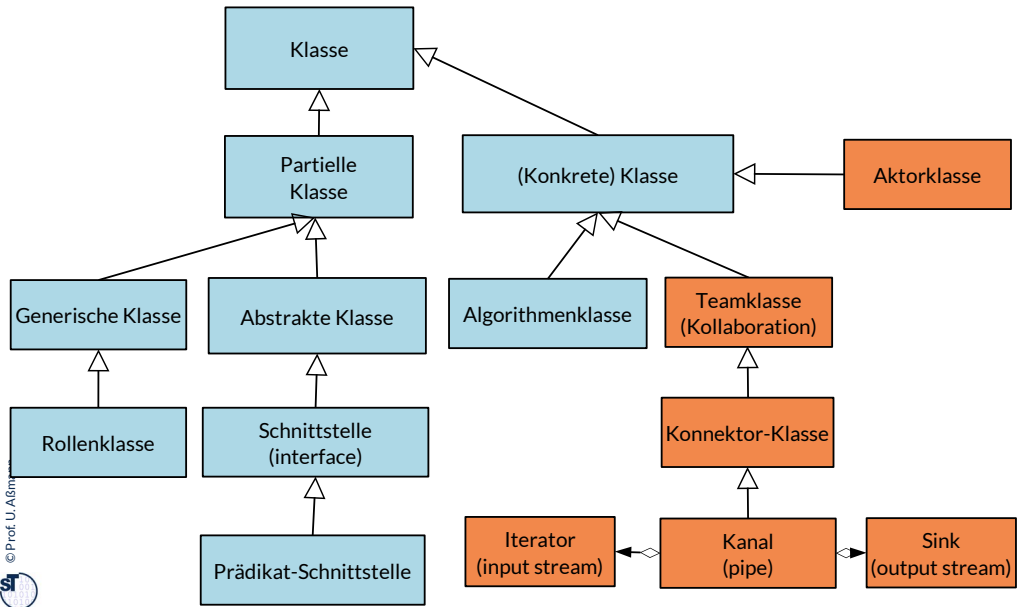 Klasse
Partielle
Klasse
(Konkrete) Klasse
Aktorklasse
Generische Klasse
Abstrakte Klasse
Algorithmenklasse
Teamklasse
(Kollaboration)
Rollenklasse
Schnittstelle
(interface)
Konnektor-Klasse
Prädikat-Schnittstelle
Iterator
(input stream)
Kanal
(pipe)
Sink
(output stream)
© Prof. U. Aßmann
ST